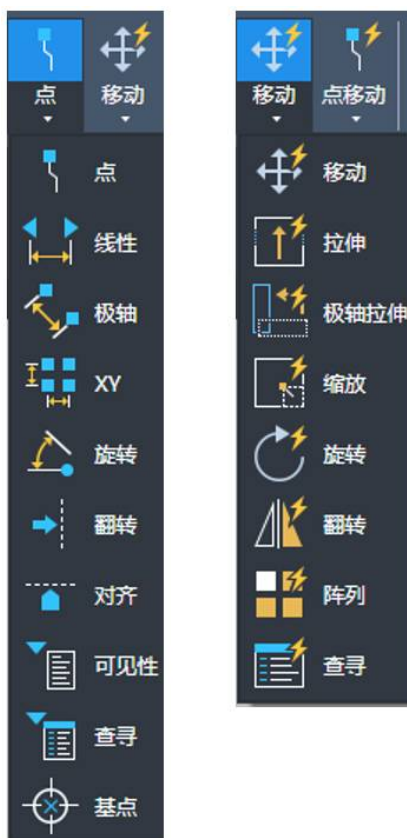 点 移动
点
线性
极轴
XY
旋转
翻转
对齐
可见性
查寻
基点
移动 点移动
移动
拉伸
极轴拉伸
缩放
旋转
翻转
阵列
查寻